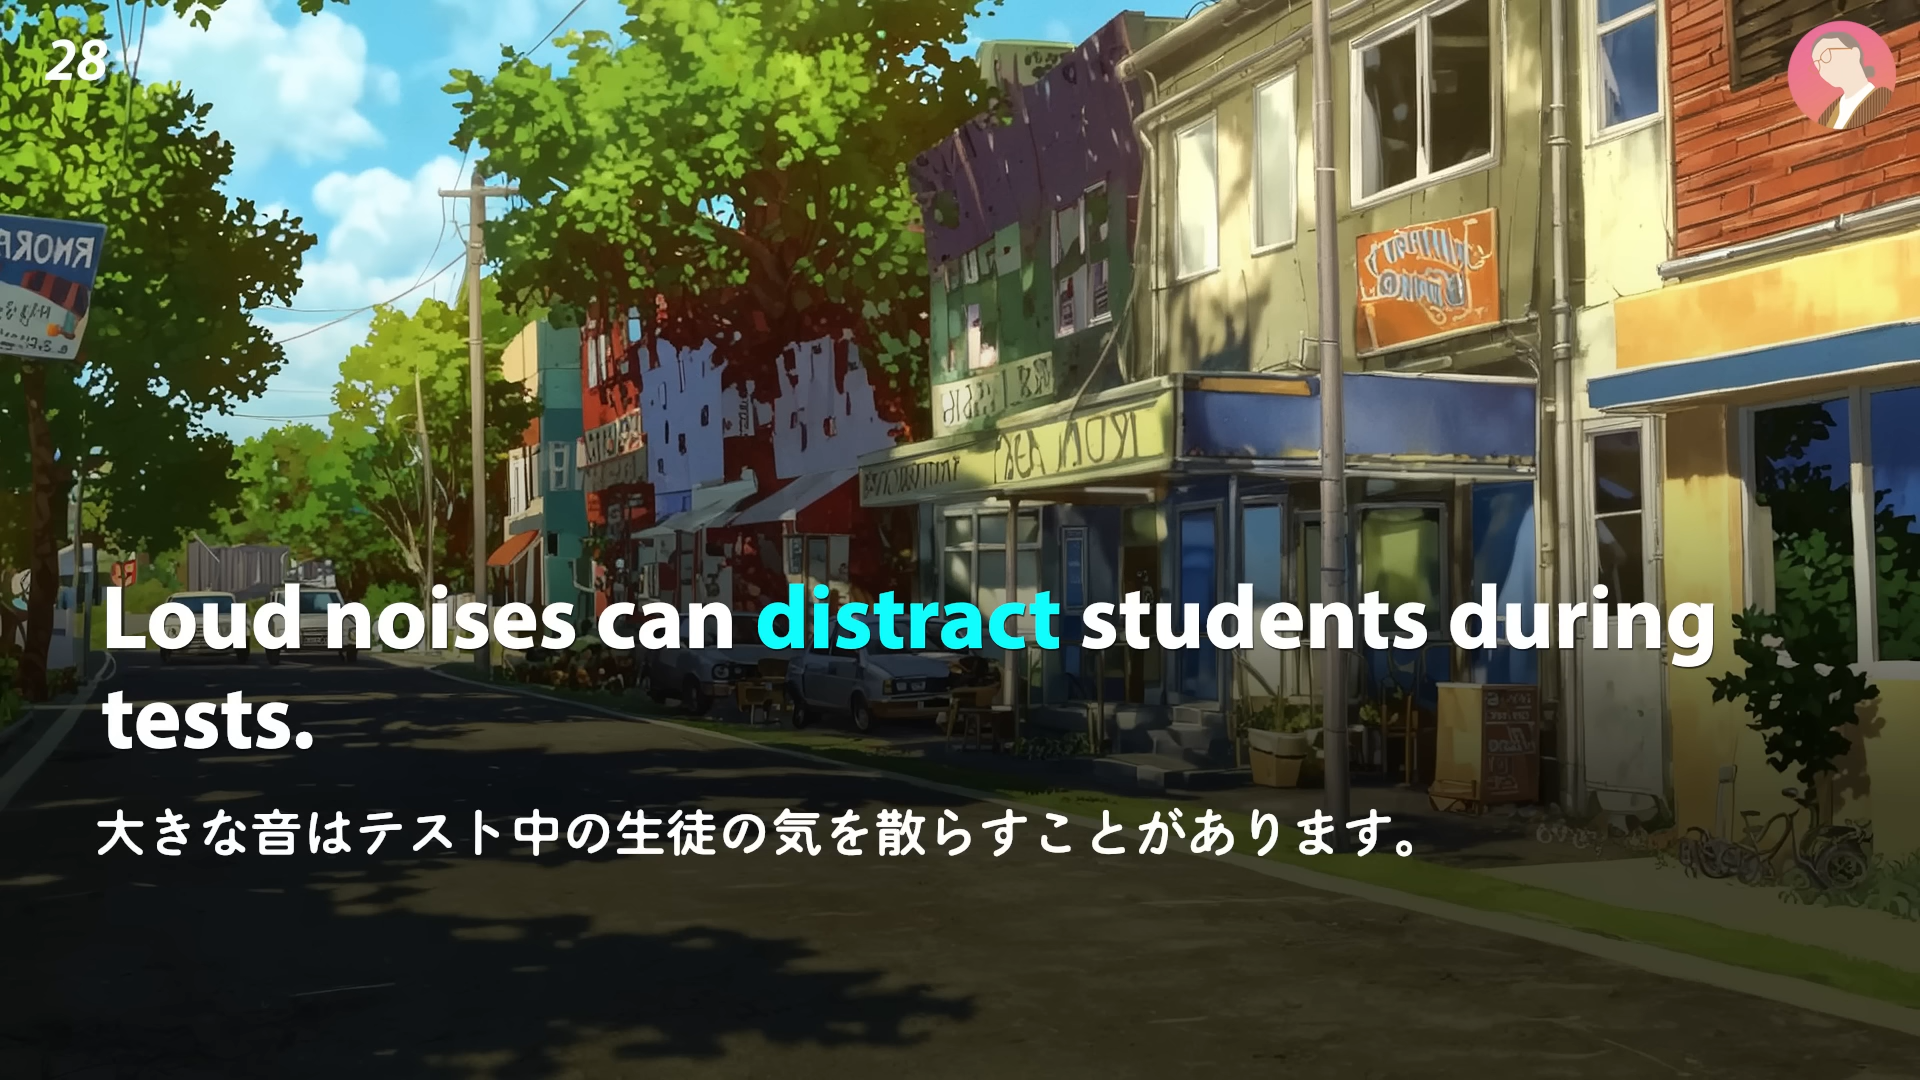 28
Loud noises can distract students during
tests.
大きな音はテスト中の生徒の気を散らすことがあります。